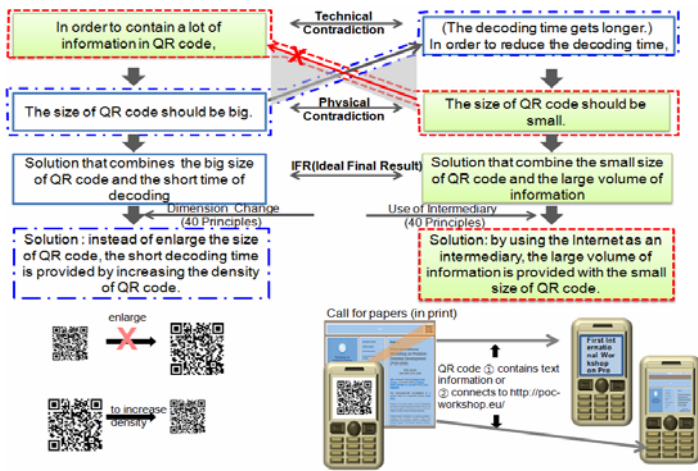 In order to contain a lot of
information in QR code,
Technical
Contradiction
(The decoding time gets longer.)
In order to reduce the decoding time,
The size of QR code should be big.
Physical
Contradiction
The size of QR code should be
small.
Solution that combines the big size
of QR code and the short time of
decoding
IFR(Ideal Final Result)
Solution that combine the small size
of QR code and the large volume of
information
Dimension Change
(40 Principles)
Use of Intermediary
(40 Principles)
Solution : instead of enlarge the size
of QR code, the short decoding time
is provided by increasing the density
of QR code.
Solution: by using the Internet as an
intermediary, the large volume of
information is provided with the small
size of QR code.
enlarge
X
to increase
density
Call for papers (in print)
QR code ① contains text
information or
② connects to http://poc-
workshop.eu/
First Int
ernatio
nal Wor
kshop
on Pro